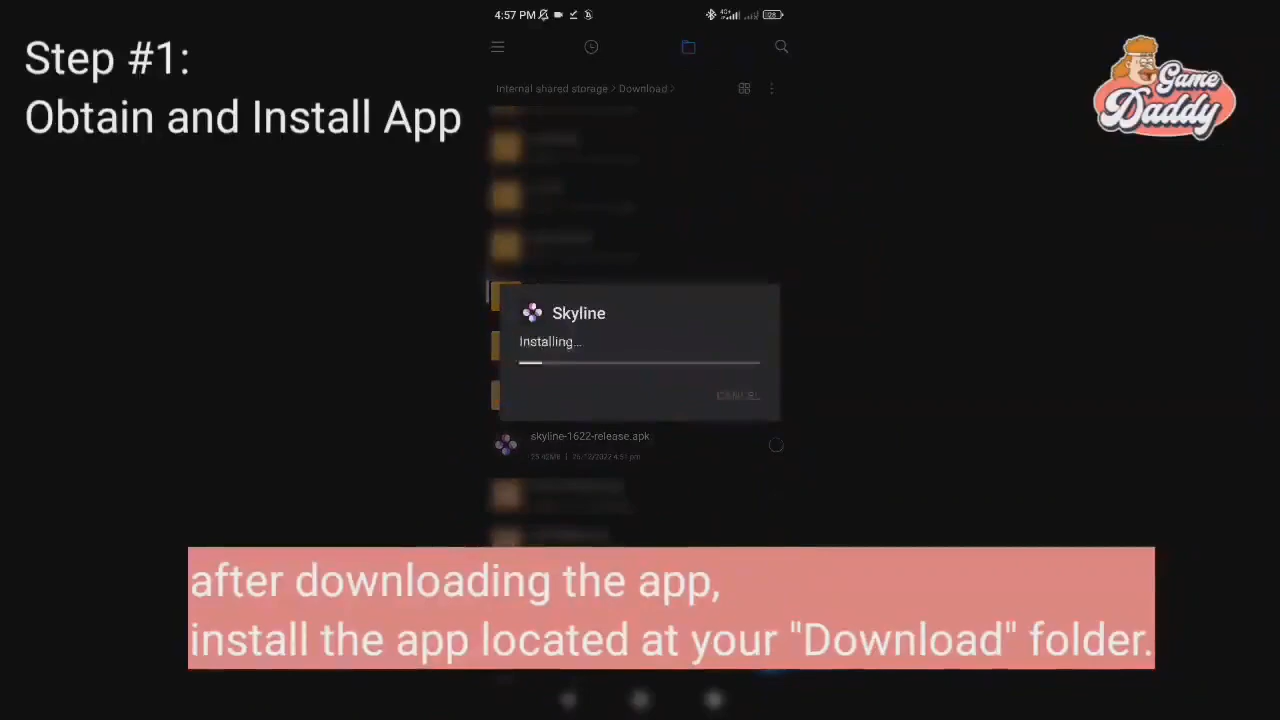 4:57 PM
Step #1:
Obtain and Install App
Game
Daddy
Internal shared storage > Download >
Skyline
Installing...
CANCEL
skyline-1622-release.apk
after downloading the app,
install the app located at your "Download" folder.